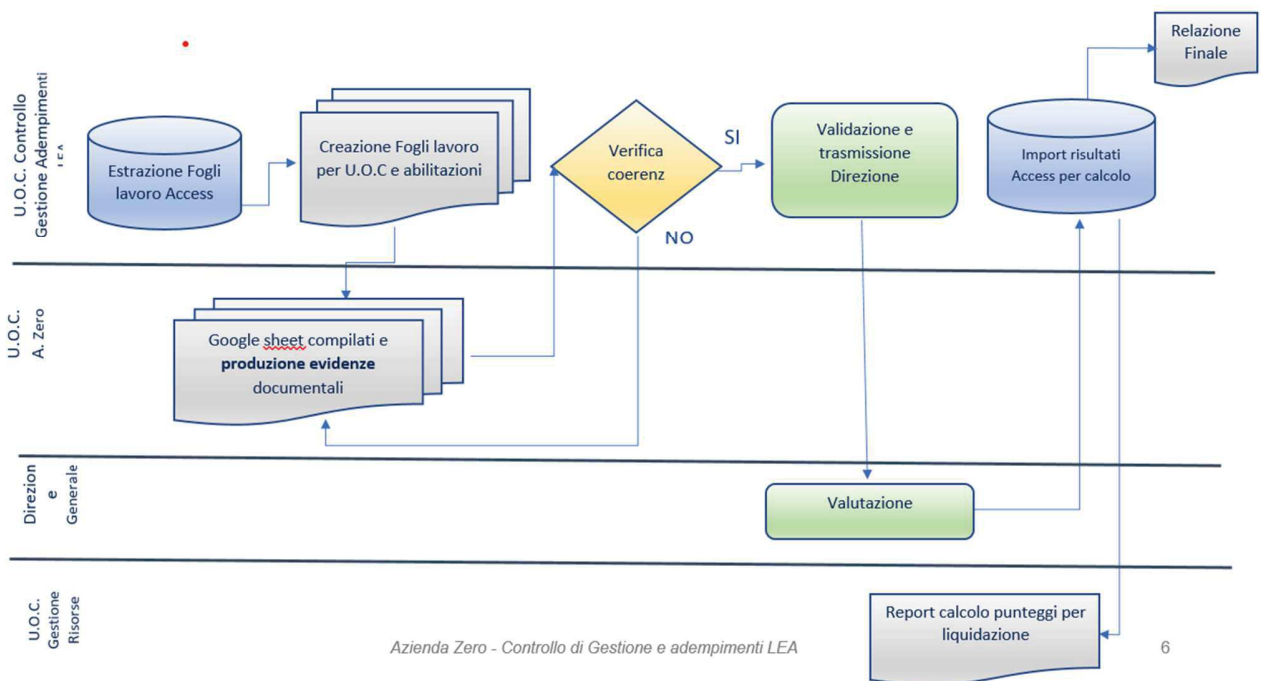 Relazione
Finale
U.O.C. Controllo
Gestione Adempimenti
LEA
Estrazione Fogli
lavoro Access
Creazione Fogli lavoro
per U.O.C e abilitazioni
Verifica
coerenz
SI
NO
Validazione e
trasmissione
Direzione
Import risultati
Access per calcolo
U.O.C.
A. Zero
Google sheet compilati e
produzione evidenze
documentali
Direzion
e
Generale
Valutazione
U.O.C.
Gestione
Risorse
Report calcolo punteggi per
liquidazione
Azienda Zero - Controllo di Gestione e adempimenti LEA
6